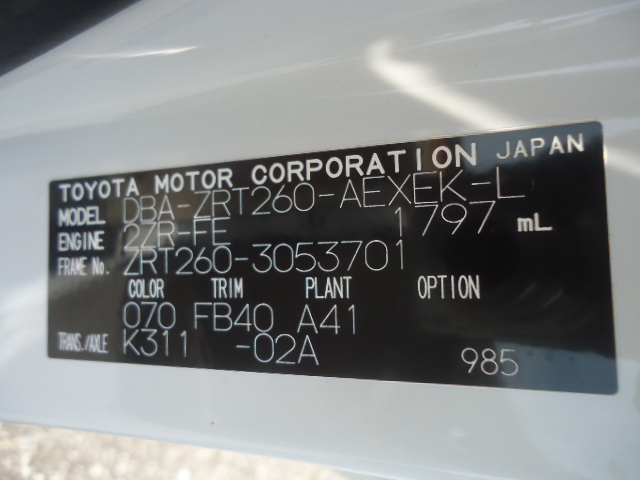 TOYOTA MOTOR CORPORATION JAPAN
MODEL DBA-ZRT260-AEXEK-L
ENGINE 2ZR-FE 1797 mL
FRAME No. ZRT260-3053701
COLOR TRIM PLANT OPTION
070 FB40 A41
TRANS./AXLE K311 -02A 985